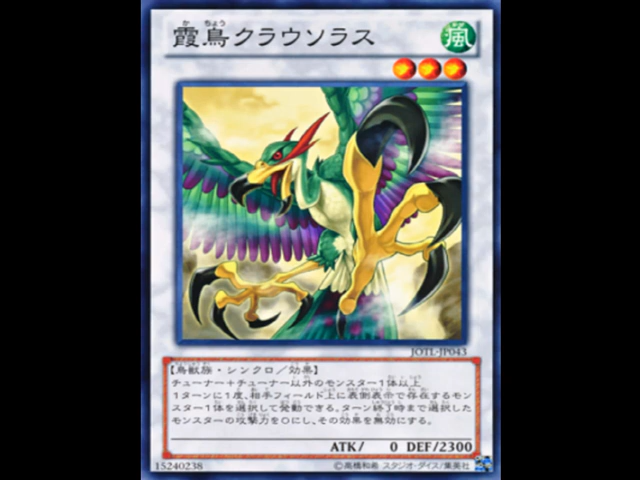 霞鳥クラウソラス
かちょう
風
JOTL-JP043
【鳥獣族・シンクロ/効果】
チューナー+チューナー以外のモンスター1体以上
1ターンに1度、相手フィールド上に表側表示で存在するモン
スター1体を選択して発動できる。ターン終了時まで選択した
モンスターの攻撃力を0にし、その効果を無効にする。
ATK/ 0 DEF/2300
15240238
©高橋和希 スタジオ・ダイス/集英社